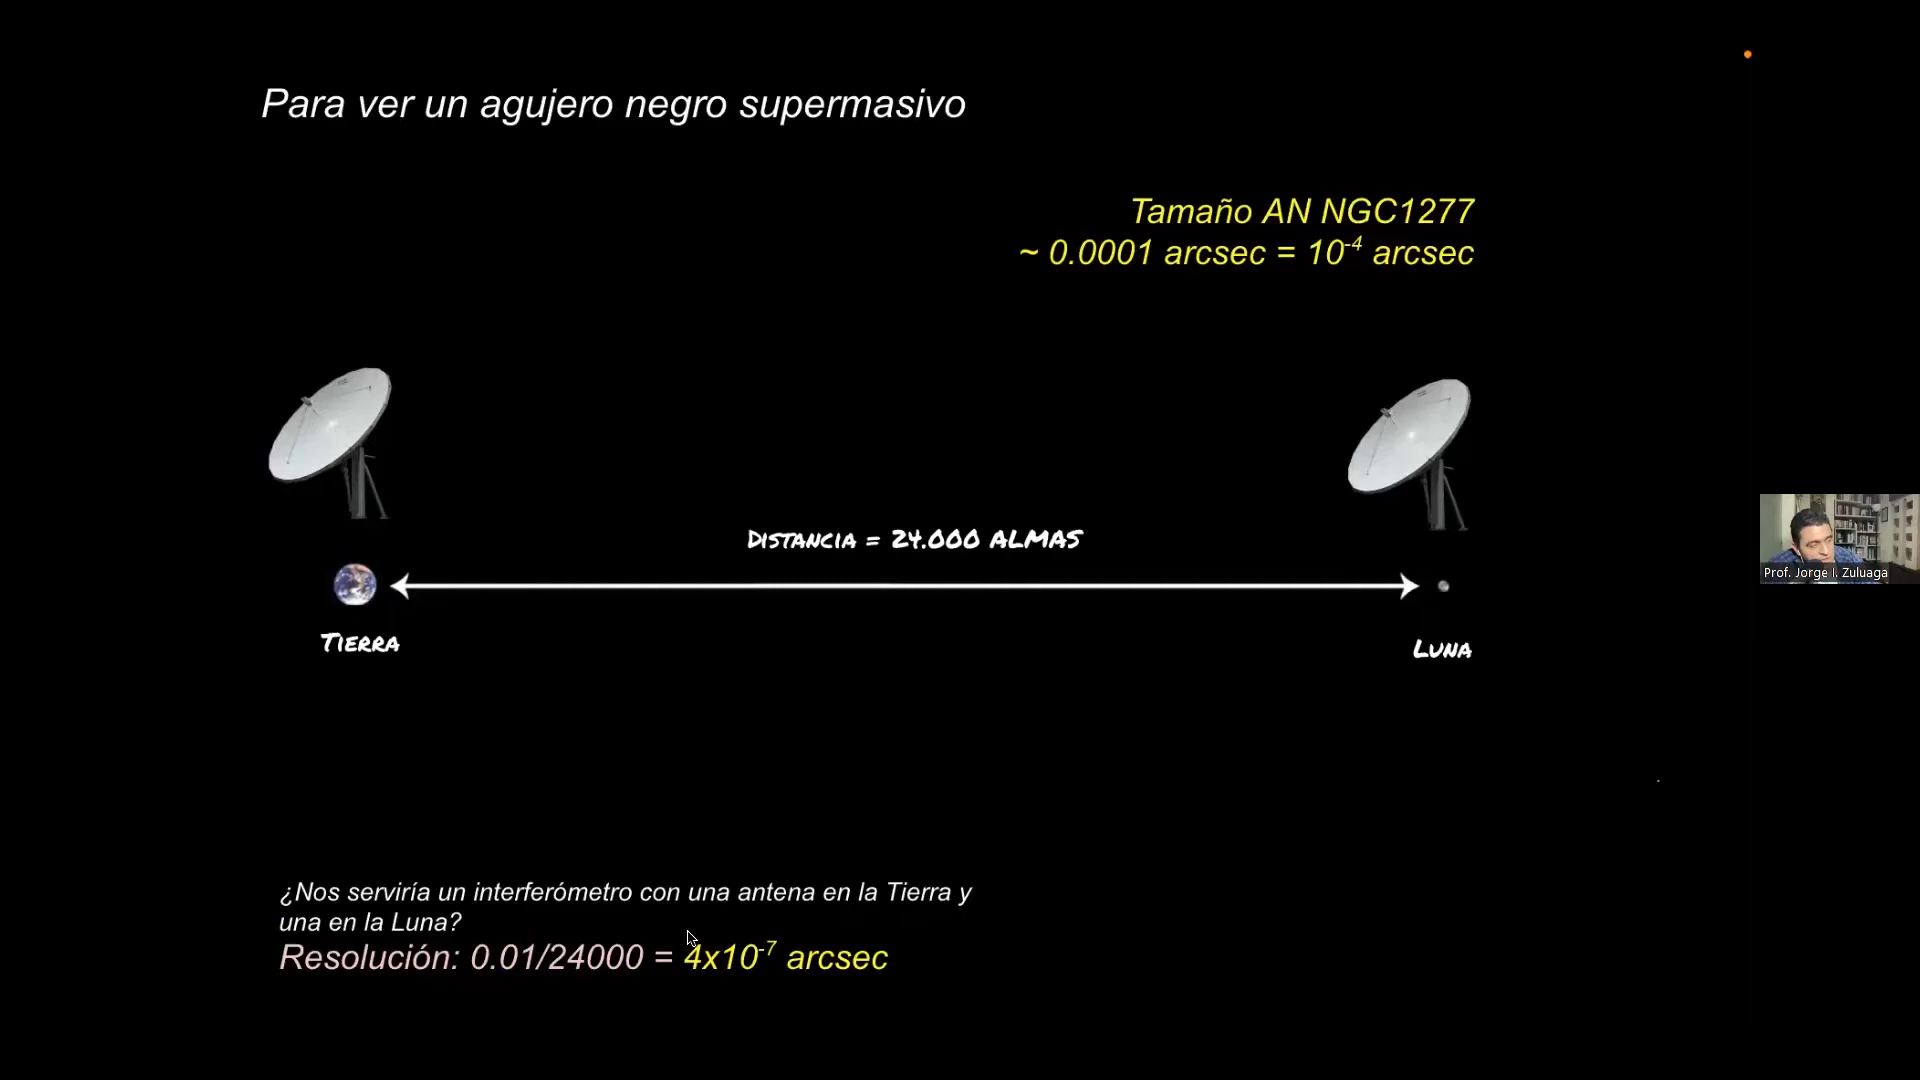 Para ver un agujero negro supermasivo
Tamaño AN NGC1277
~ 0.0001 arcsec = 10⁻⁴ arcsec
DISTANCIA = 24.000 ALMAS
TIERRA
LUNA
Prof. Jorge I. Zuluaga
¿Nos serviría un interferómetro con una antena en la Tierra y
una en la Luna?
Resolución: 0.01/24000 = 4x10⁻⁷ arcsec